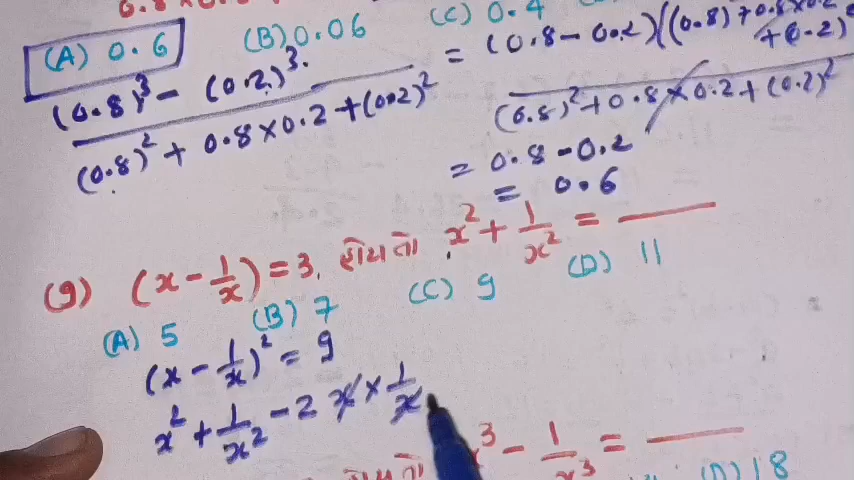 (A) 0.6 (B) 0.06 (C) 0.4
(0.8)³ - (0.2)³ / (0.8)² + 0.8 × 0.2 + (0.2)² = (0.8 - 0.2)((0.8)² + 0.8 × 0.2 + (0.2)² / (0.8)² + 0.8 × 0.2 + (0.2)²
= 0.8 - 0.2
= 0.6
(9) (x - 1/x) = 3, હોય તો x² + 1/x² = ____
(A) 5 (B) 7 (C) 9 (D) 11
(x - 1/x)² = 9
x² + 1/x² - 2 x × 1/x
x³ - 1/x³ = ____
(D) 18